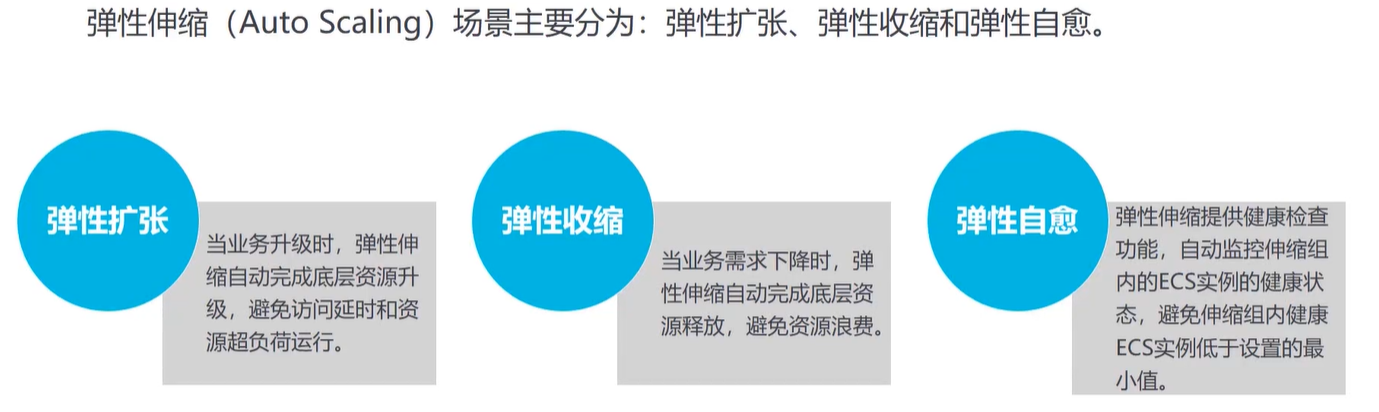 弹性伸缩（Auto Scaling）场景主要分为：弹性扩张、弹性收缩和弹性自愈。
弹性扩张
当业务升级时，弹性伸
缩自动完成底层资源升
级，避免访问延时和资
源超负荷运行。
弹性收缩
当业务需求下降时，弹
性伸缩自动完成底层资
源释放，避免资源浪费。
弹性自愈
弹性伸缩提供健康检查
功能，自动监控伸缩组
内的ECS实例的健康状
态，避免伸缩组内健康
ECS实例低于设置的最
小值。